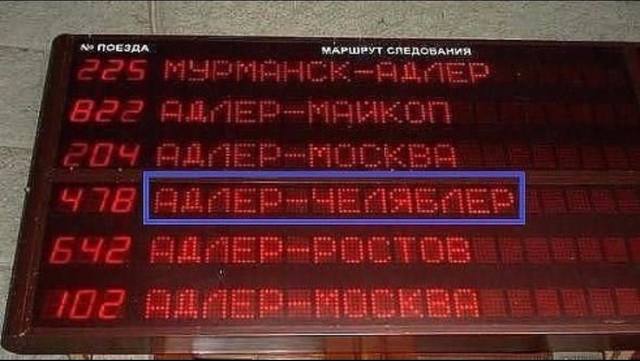 № ПОЕЗДА МАРШРУТ СЛЕДОВАНИЯ
225 МУРМАНСК-АДЛЕР
822 АДЛЕР-МАЙКОП
204 АДЛЕР-МОСКВА
478 АДЛЕР-ЧЕЛЯБЛЕР
642 АДЛЕР-РОСТОВ
102 АДЛЕР-МОСКВА